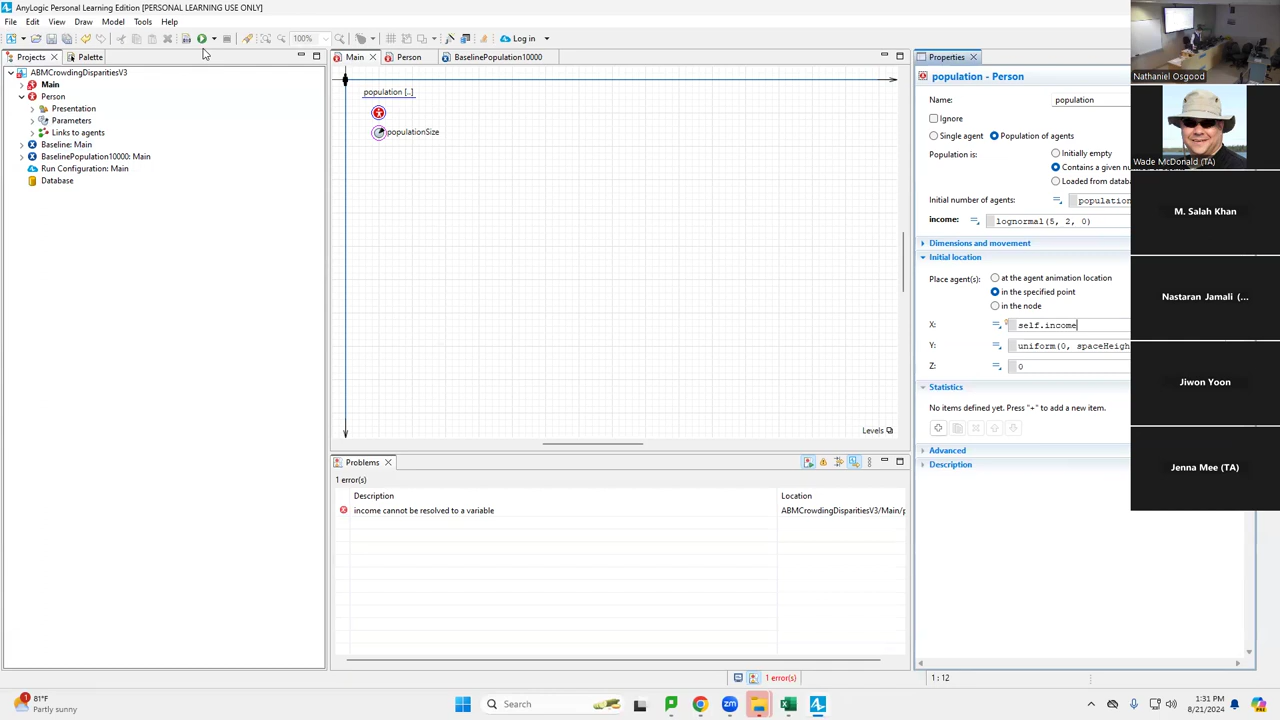 AnyLogic Personal Learning Edition [PERSONAL LEARNING USE ONLY]
File Edit View Draw Model Tools Help
100% Log in
Projects Palette
Main Person BaselinePopulation10000
Properties
ABMCrowdingDisparitiesV3
Main
Person
Presentation
Parameters
Links to agents
Baseline: Main
BaselinePopulation10000: Main
Run Configuration: Main
Database
population [..]
populationSize
Levels
population - Person
Name: population
Ignore
Single agent Population of agents
Population is: Initially empty
Contains a given n
Loaded from databa
Initial number of agents: population
income: lognormal(5, 2, 0)
Dimensions and movement
Initial location
Place agent(s): at the agent animation location
in the specified point
in the node
X: self.income
Y: uniform(0, spaceHeigh
Z: 0
Statistics
No items defined yet. Press "+" to add a new item.
Advanced
Description
Problems
1 error(s)
Description Location
income cannot be resolved to a variable ABMCrowdingDisparitiesV3/Main/p
1 error(s)
1 : 12
Nathaniel Osgood
Wade McDonald (TA)
M. Salah Khan
Nastaran Jamali (...
Jiwon Yoon
Jenna Mee (TA)
1
81°F
Partly sunny
Search
zm
1:31 PM
8/21/2024